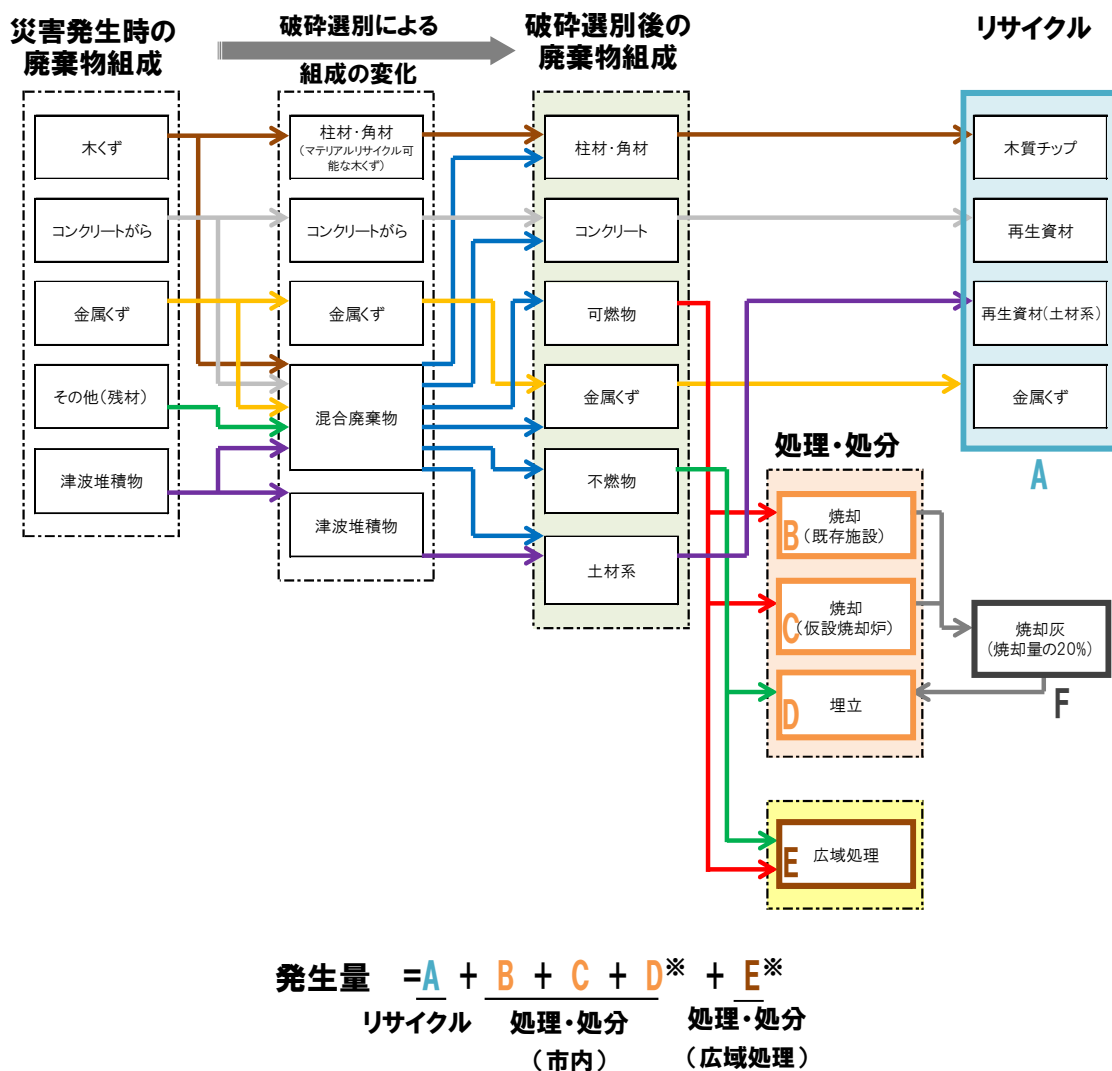 災害発生時の
廃棄物組成
破砕選別による
組成の変化
破砕選別後の
廃棄物組成
リサイクル
木くず
コンクリートがら
金属くず
その他(残材)
津波堆積物
柱材・角材
(マテリアルリサイクル可
能な木くず)
コンクリートがら
金属くず
混合廃棄物
津波堆積物
柱材・角材
コンクリート
可燃物
金属くず
不燃物
土材系
木質チップ
再生資材
再生資材(土材系)
金属くず
A
処理・処分
B
焼却
(既存施設)
C
焼却
(仮設焼却炉)
D
埋立
焼却灰
(焼却量の20%)
F
E
広域処理
発生量 =A + B + C + D※ + E※
リサイクル 処理・処分 処理・処分
(市内) (広域処理)